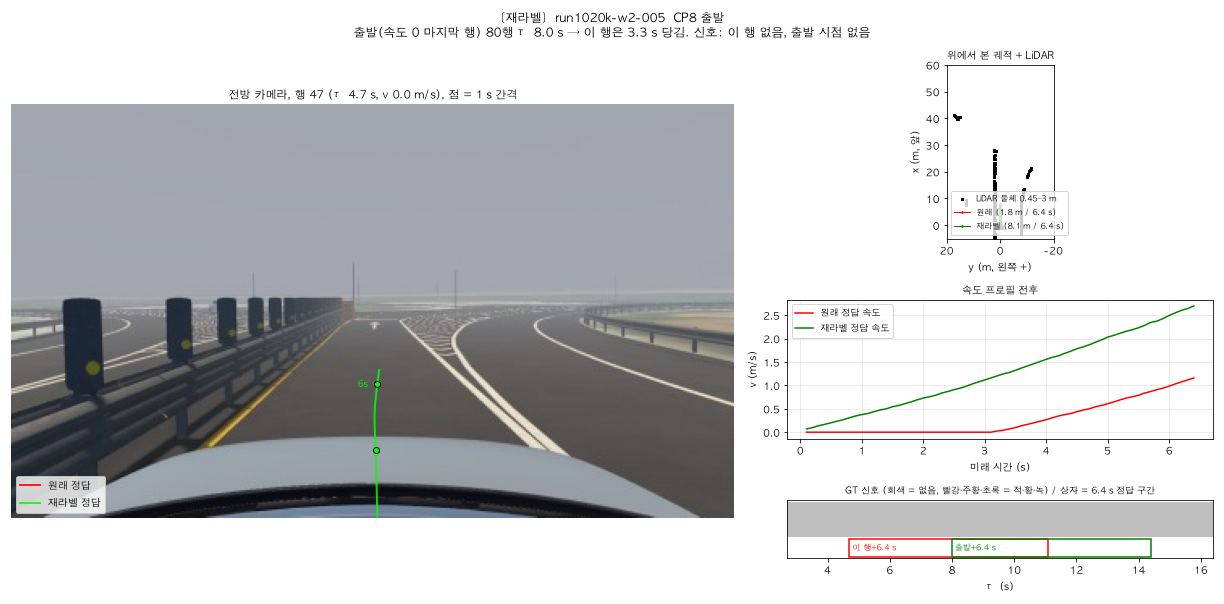 [재라벨] run1020k-w2-005 CP8 출발
출발(속도 0 마지막 행) 80행 τ 8.0 s → 이 행은 3.3 s 당김. 신호: 이 행 없음, 출발 시점 없음
전방 카메라, 행 47 (τ 4.7 s, v 0.0 m/s), 점 = 1 s 간격
6s
원래 정답
재라벨 정답
위에서 본 궤적 + LiDAR
60
50
40
30
20
10
0
x (m, 앞)
LiDAR 물체 0.45-3 m
원래 (1.8 m / 6.4 s)
재라벨 (8.1 m / 6.4 s)
20 0 -20
y (m, 왼쪽 +)
속도 프로필 전후
원래 정답 속도
재라벨 정답 속도
2.5
2.0
1.5
1.0
0.5
0.0
v (m/s)
0 1 2 3 4 5 6
미래 시간 (s)
GT 신호 (회색 = 없음, 빨강·주황·초록 = 적·황·녹) / 상자 = 6.4 s 정답 구간
이 행+6.4 s
출발+6.4 s
4 6 8 10 12 14 16
τ (s)